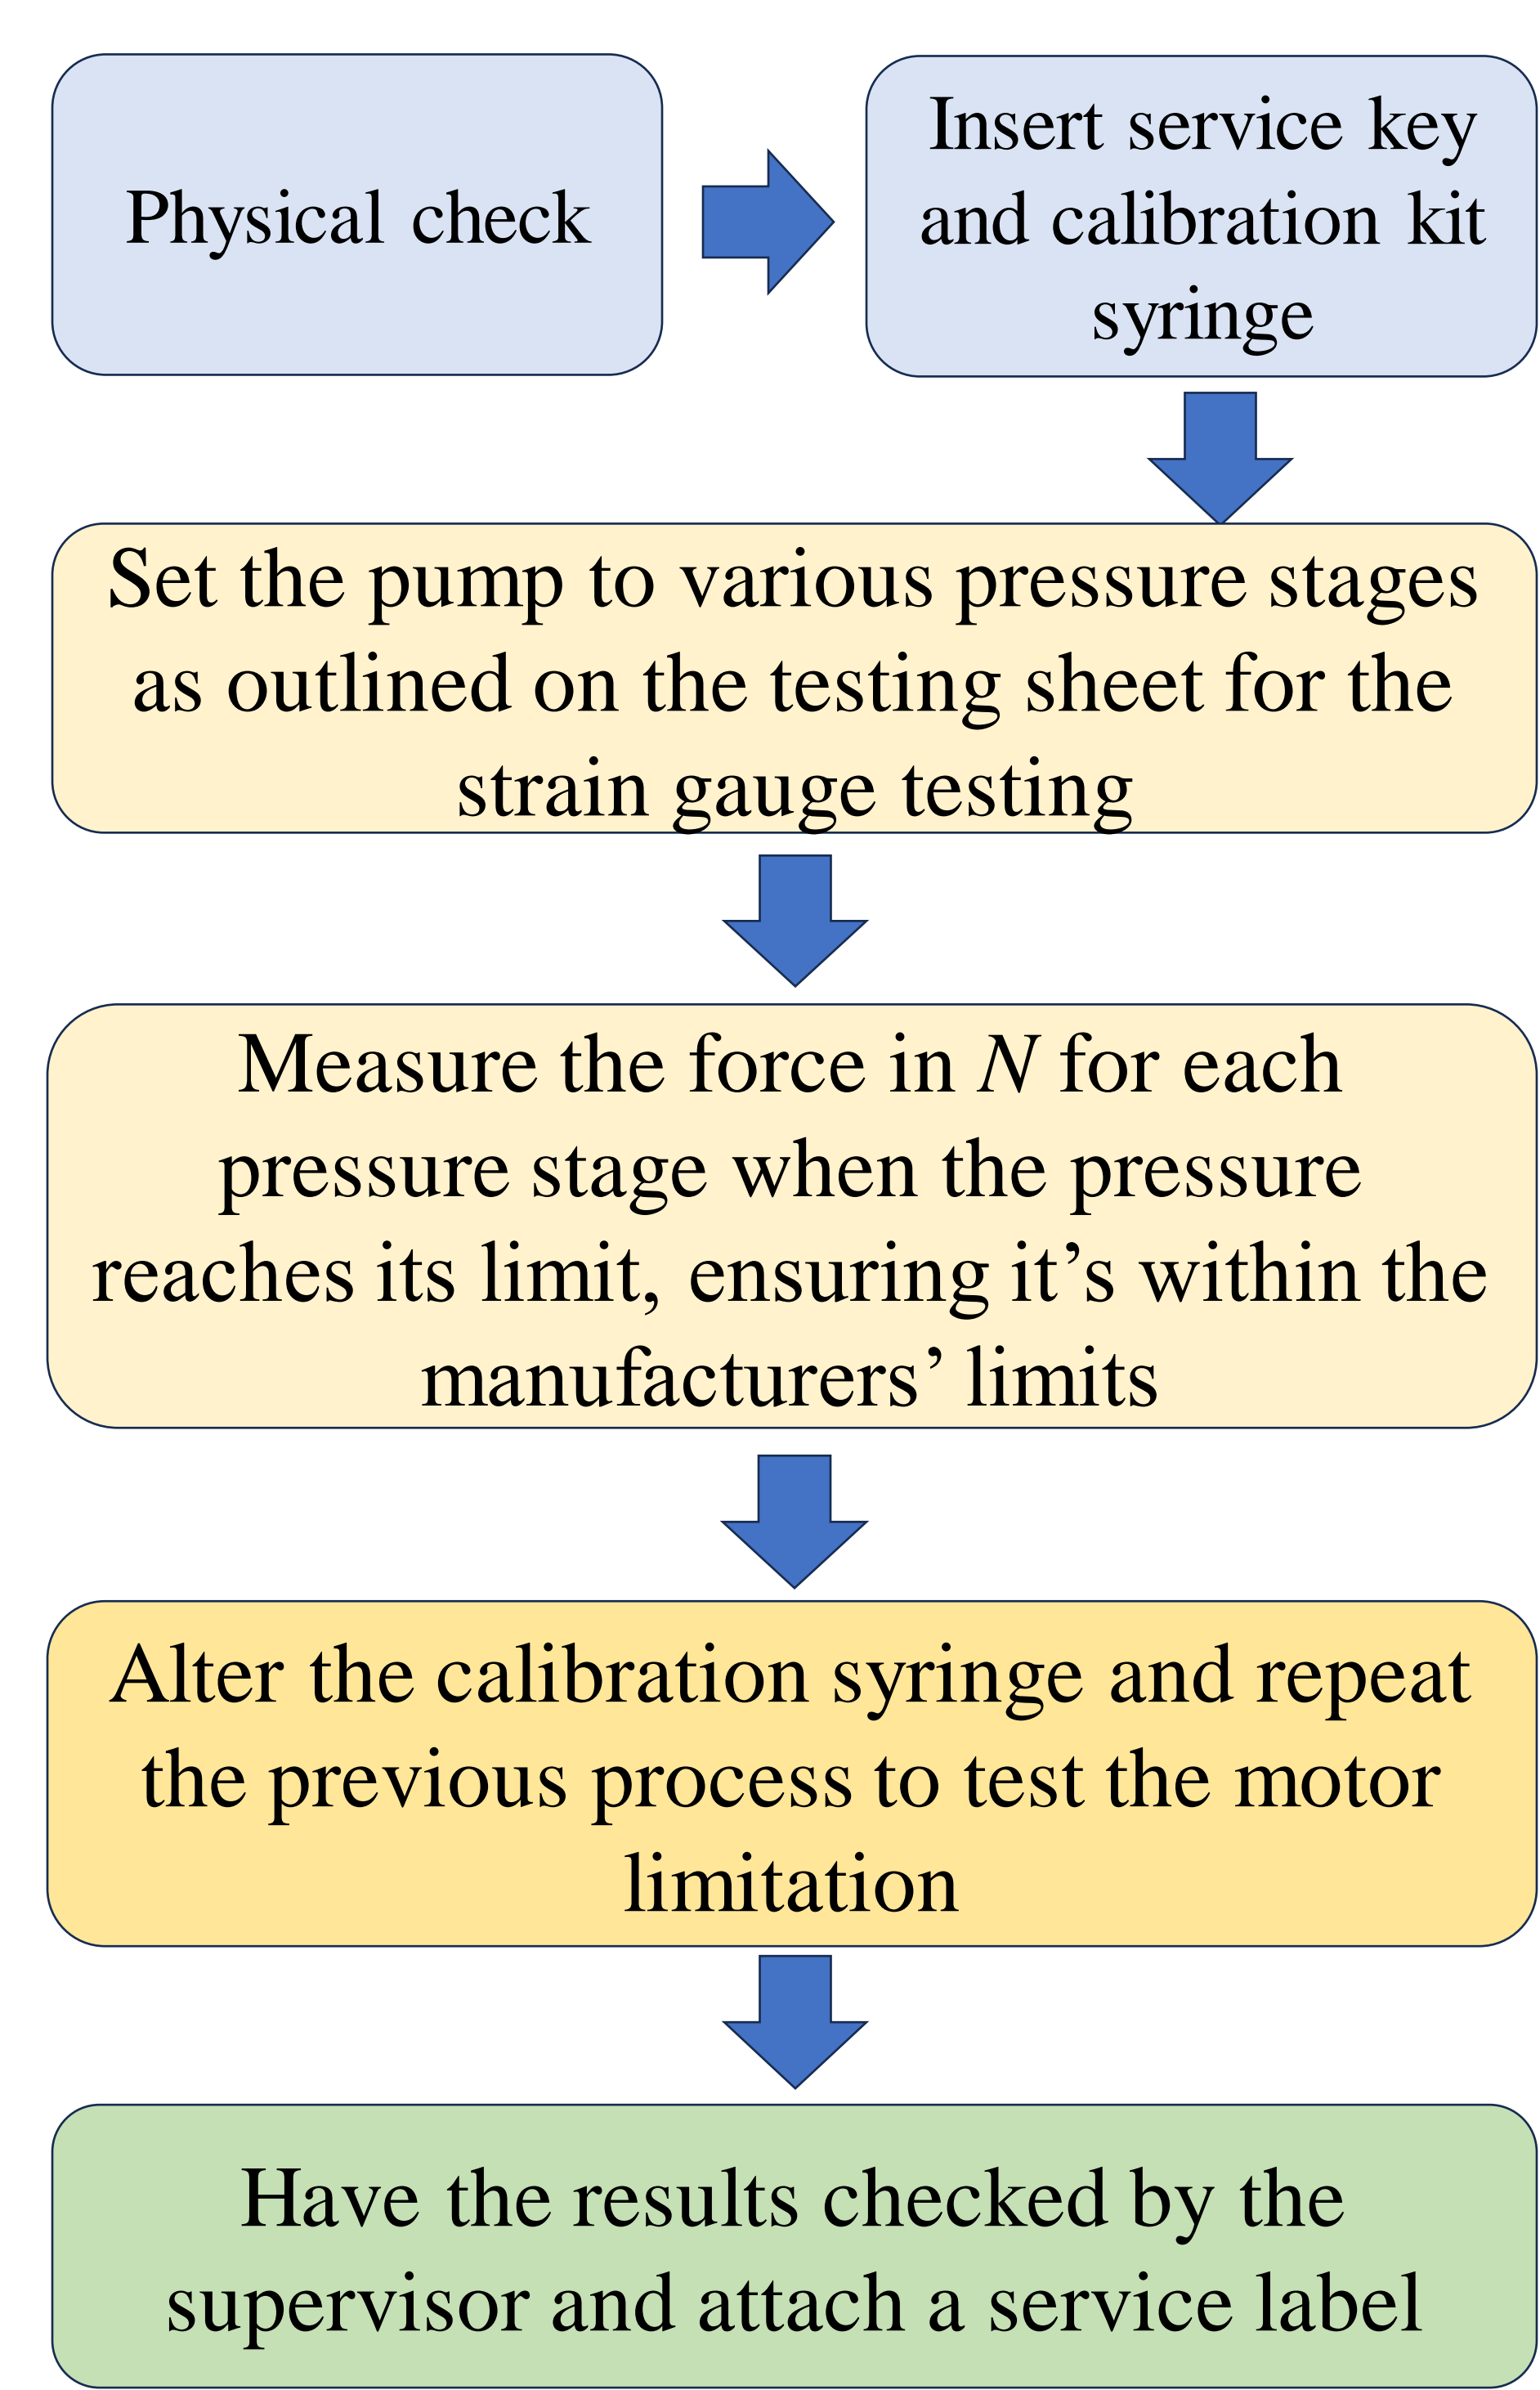 Physical check
Insert service key
and calibration kit
syringe
Set the pump to various pressure stages
as outlined on the testing sheet for the
strain gauge testing
Measure the force in N for each
pressure stage when the pressure
reaches its limit, ensuring it’s within the
manufacturers’ limits
Alter the calibration syringe and repeat
the previous process to test the motor
limitation
Have the results checked by the
supervisor and attach a service label